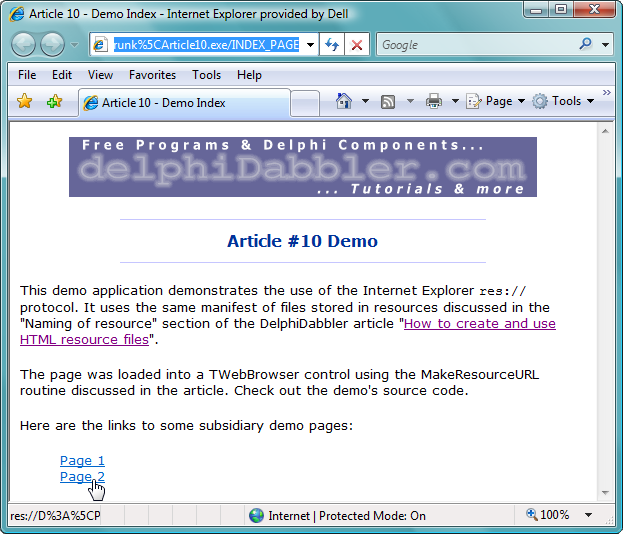 Article 10 - Demo Index - Internet Explorer provided by Dell
runk%5CArticle10.exe/INDEX_PAGE
Google
File Edit View Favorites Tools Help
Article 10 - Demo Index
Page Tools »
Free Programs & Delphi Components...
delphiDabbler.com
... Tutorials & more
Article #10 Demo
This demo application demonstrates the use of the Internet Explorer res://
protocol. It uses the same manifest of files stored in resources discussed in the
"Naming of resource" section of the DelphiDabbler article "How to create and use
HTML resource files".
The page was loaded into a TWebBrowser control using the MakeResourceURL
routine discussed in the article. Check out the demo's source code.
Here are the links to some subsidiary demo pages:
Page 1
Page 2
res://D%3A%5CP Internet | Protected Mode: On 100%